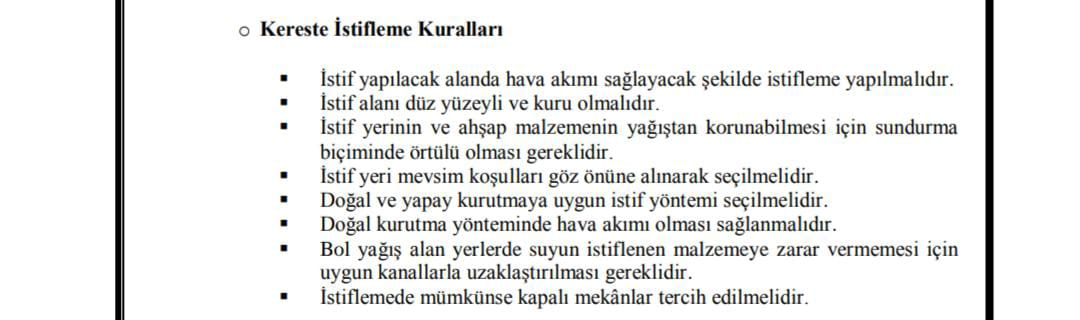 o Kereste İstifleme Kuralları
▪ İstif yapılacak alanda hava akımı sağlayacak şekilde istifleme yapılmalıdır.
▪ İstif alanı düz yüzeyli ve kuru olmalıdır.
▪ İstif yerinin ve ahşap malzemenin yağıştan korunabilmesi için sundurma
biçiminde örtülü olması gereklidir.
▪ İstif yeri mevsim koşulları göz önüne alınarak seçilmelidir.
▪ Doğal ve yapay kurutmaya uygun istif yöntemi seçilmelidir.
▪ Doğal kurutma yönteminde hava akımı olması sağlanmalıdır.
▪ Bol yağış alan yerlerde suyun istiflenen malzemeye zarar vermemesi için
uygun kanallarla uzaklaştırılması gereklidir.
▪ İstiflemede mümkünse kapalı mekânlar tercih edilmelidir.